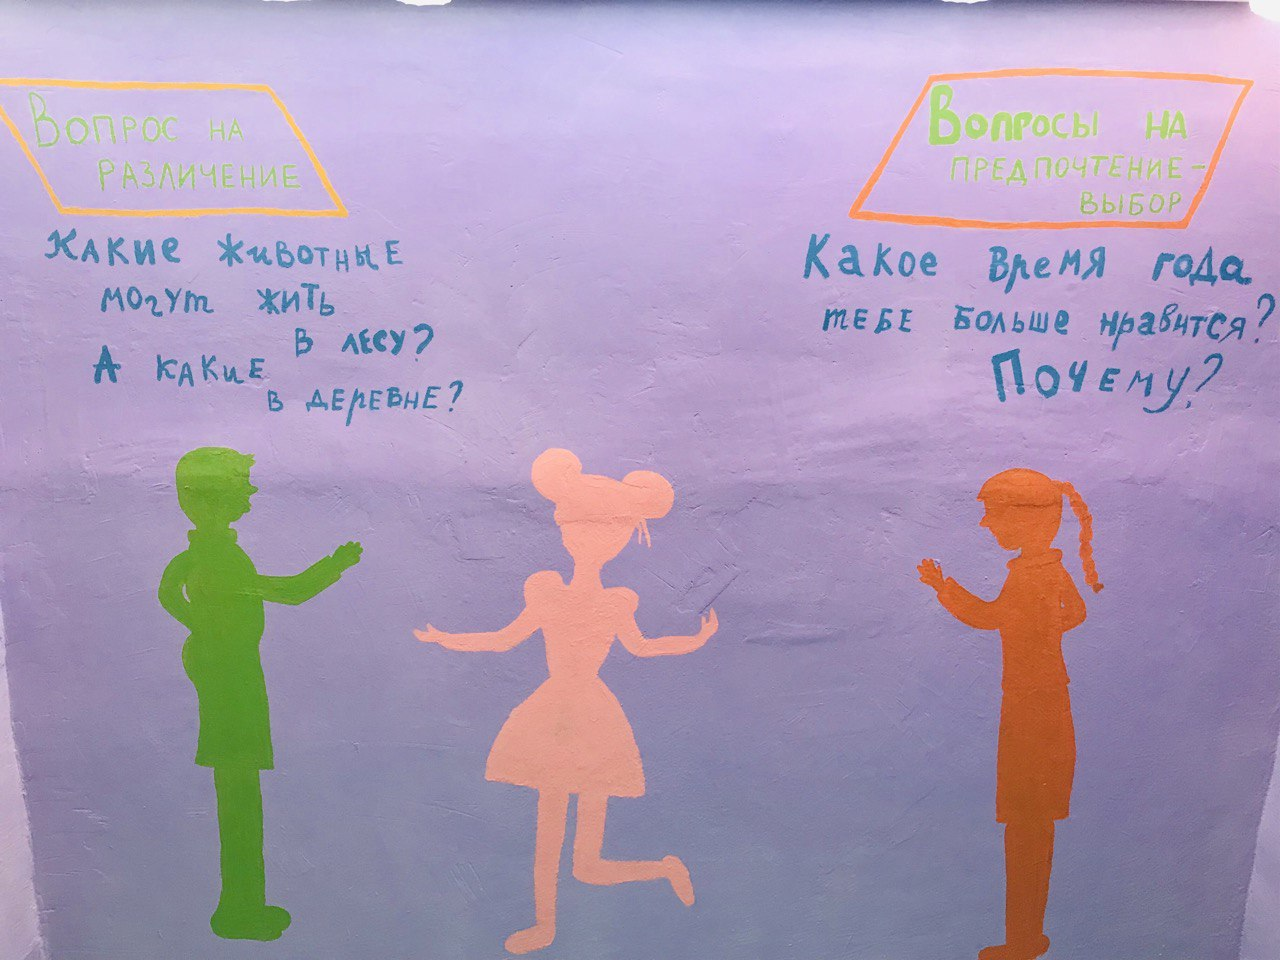 Вопрос на
различение
Какие животные
могут жить
в лесу?
А какие
в деревне?
Вопросы на
предпочтение-
выбор
Какое время года
тебе больше нравится?
Почему?